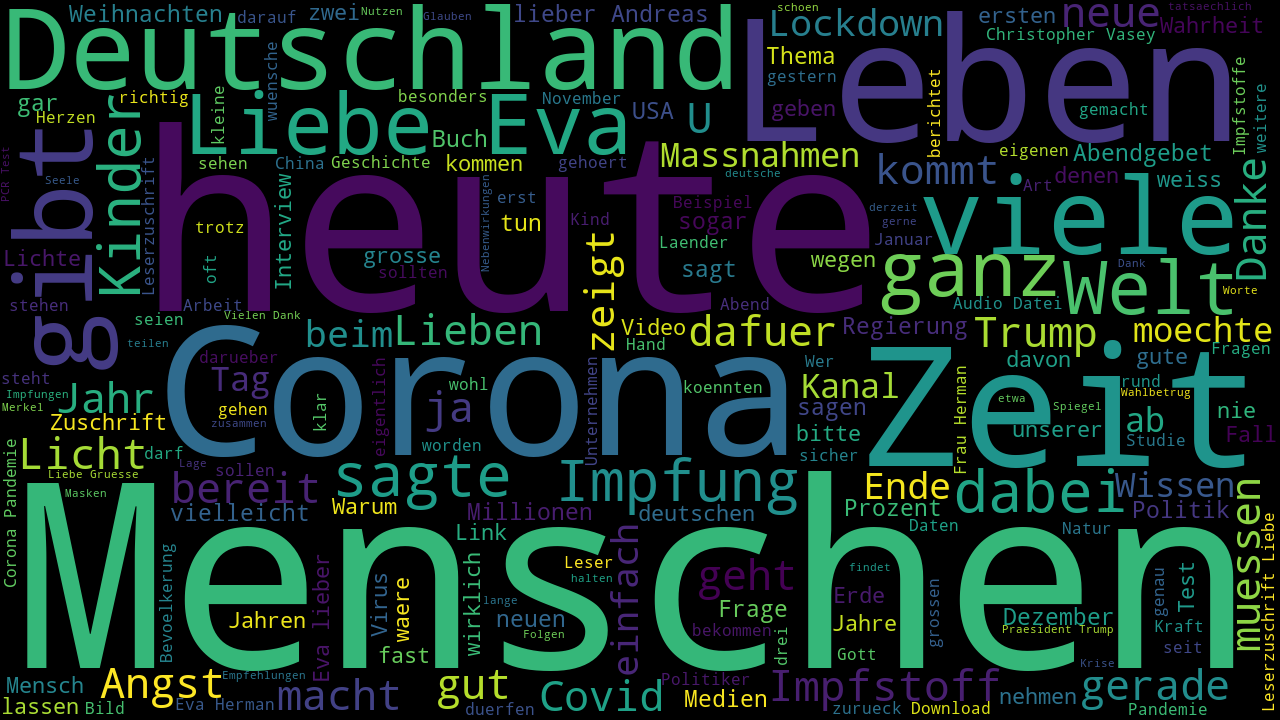 Deutschland
Weihnachten
darauf
zwei
Nutzen
Glauben
lieber Andreas
schoen
Lockdown
ersten
neue
tatsaechlich
Wahrheit
Christopher Vasey
Leben
Thema
gestern
geben
berichtet
gemacht
Impfstoffe
weitere
gar
Herzen
richtig
kleine
wuensche
Liebe
besonders
Eva
November
USA
U
Buch
Massnahmen
eigenen
Abendgebet
PCR Test
Seele
gibt
Kinder
Leserzuschrift
heute
sehen
China
Geschichte
kommen
gehoert
deutsche
kommt
Art
denen
weiss
Danke
viele
trotz
oft
Interview
grosse
sollten
Nebenwirkungen
erst
tun
Kind
Beispiel
sogar
Laender
sagt
wegen
derzeit
gerne
Januar
ganz
Welt
Dank
Worte
Lichte
stehen
seien
Arbeit
Vielen Dank
zeigt
Abend
Audio Datei
teilen
beim
Lieben
Video
Hand
dafuer
Regierung
Trump
moechte
Corona
darueber
Tag
gehen
zusammen
klar
eigentlich
wohl
ja
worden
Unternehmen
koennten
Wer
Kanal
sagen
bitte
sicher
Zeit
Frau Herman
davon
gute
Fragen
rund
Wahlbetrug
etwa
Spiegel
unserer
ab
Studie
nie
Fall
steht
Impfungen
Merkel
Jahr
Zuschrift
Licht
darf
Liebe Gruesse
Masken
Corona Pandemie
Lage
sollen
bereit
vielleicht
sagte
Warum
Impfung
Millionen
deutschen
Link
Ende
Prozent
Daten
dabei
Wissen
Politik
Natur
muessen
Menschen
Bevoelkerung
Jahren
Eva lieber
Virus
waere
fast
wirklich
lange
neuen
Folgen
Leser
halten
einfach
geht
Frage
bekommen
drei
findet
Erde
Jahre
Gott
grossen
Dezember
Praesident Trump
Krise
genau
Test
Kraft
seit
Leserzuschrift Liebe
Mensch
lassen
Bild
Angst
Eva Herman
Empfehlungen
macht
gut
duerfen
Covid
Politiker
Medien
Impfstoff
zurueck
Download
nehmen
gerade
Pandemie